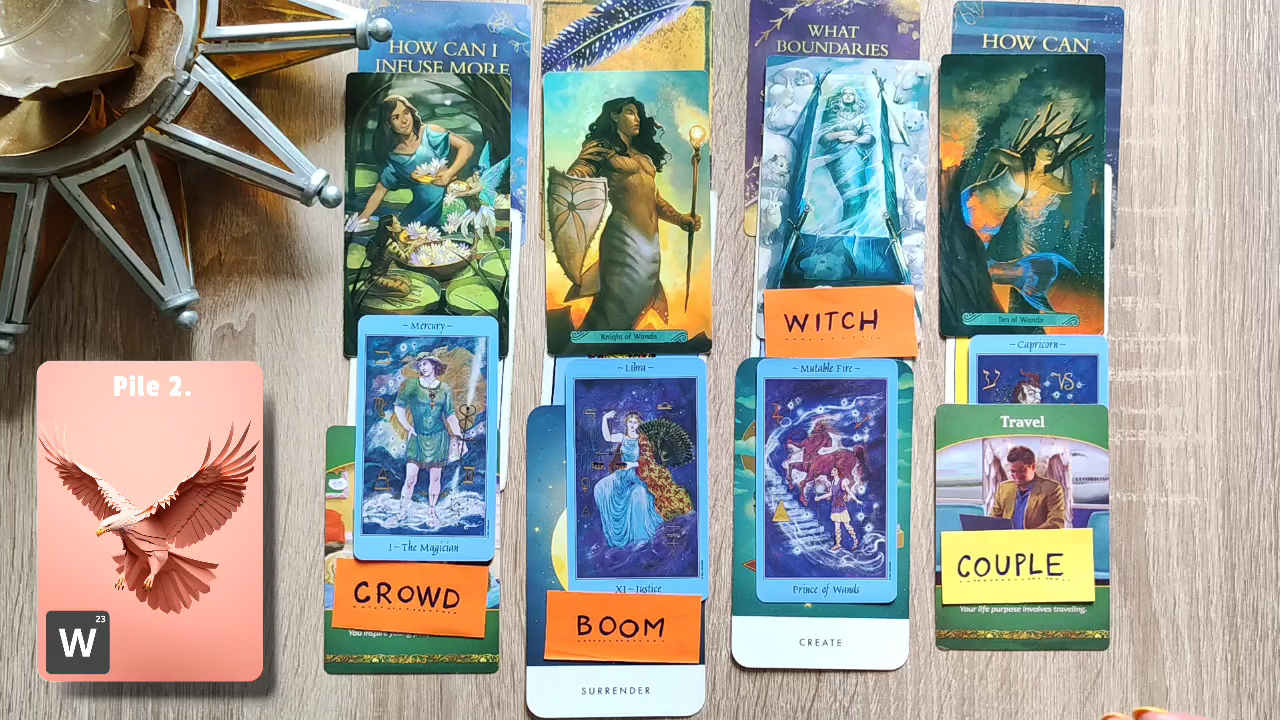 HOW CAN I
INFUSE MORE
WHAT
BOUNDARIES
HOW CAN
Knight of Wands
Ten of Wands
WITCH
~ Mercury ~
~ Libra ~
~ Mutable Fire ~
~ Capricorn ~
Pile 2.
Travel
I ~ The Magician
XI ~ Justice
Prince of Wands
COUPLE
CROWD
BOOM
Your life purpose involves traveling.
You inspire young
CREATE
SURRENDER
W
23